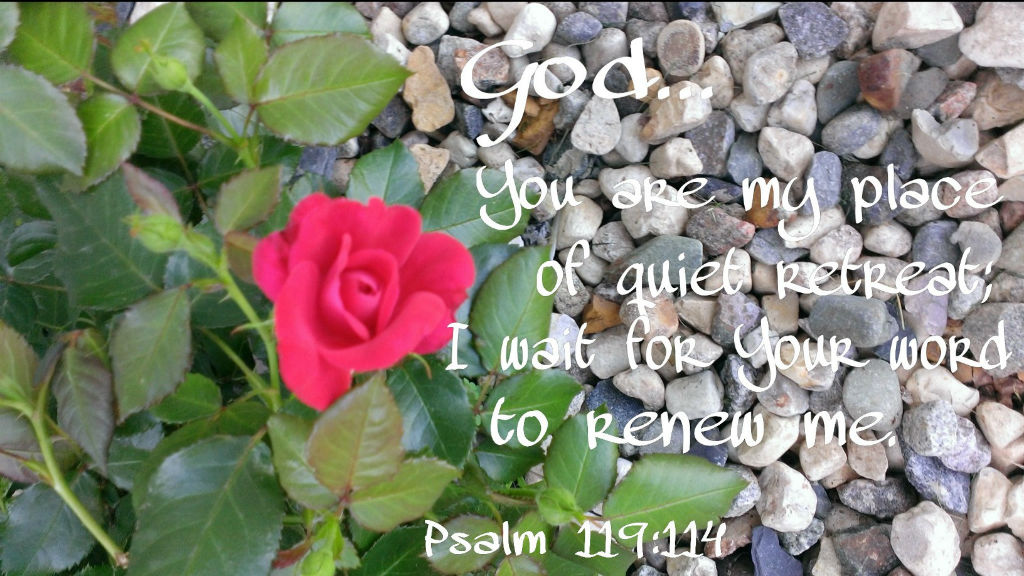 God...
You are my place
of quiet retreat;
I wait for Your word
to renew me.
Psalm 119:114